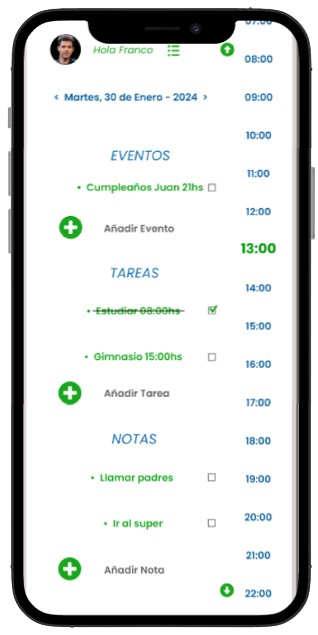 Hola Franco
< Martes, 30 de Enero - 2024 >
EVENTOS
• Cumpleaños Juan 21hs
Añadir Evento
TAREAS
• Estudiar 08:00hs
• Gimnasio 15:00hs
Añadir Tarea
NOTAS
• Llamar padres
• Ir al super
Añadir Nota
07:00
08:00
09:00
10:00
11:00
12:00
13:00
14:00
15:00
16:00
17:00
18:00
19:00
20:00
21:00
22:00